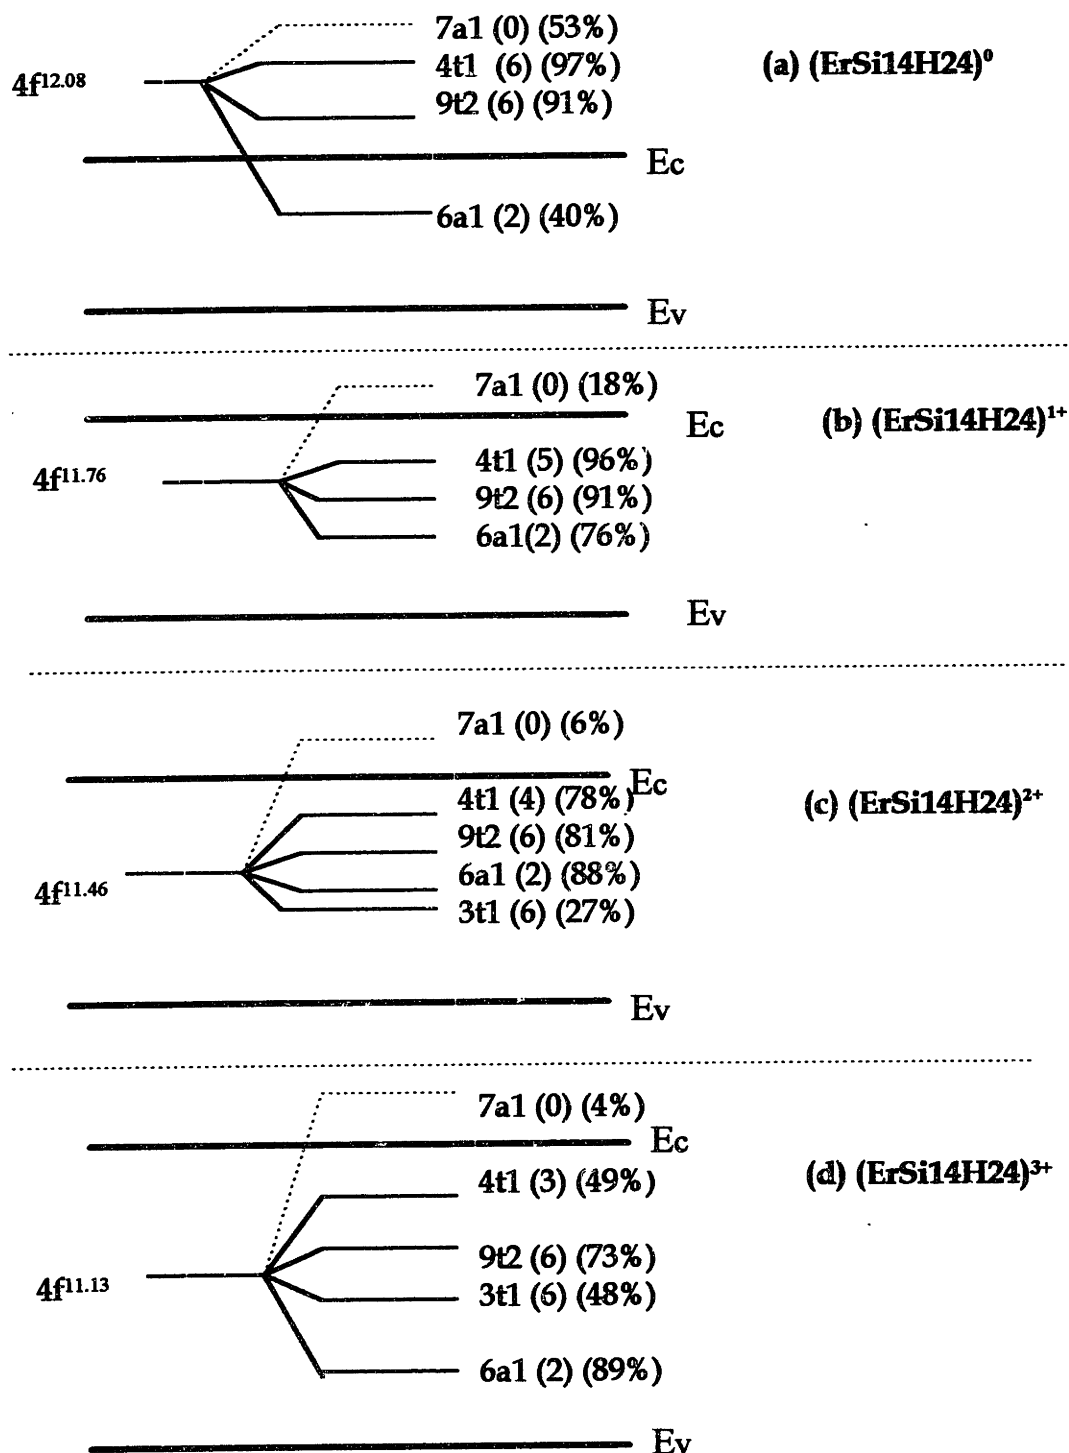 7a1 (0) (53%)
4f12.08
4t1 (6) (97%)
(a) (ErSi14H24)0
9t2 (6) (91%)
Ec
6a1 (2) (40%)
Ev
7a1 (0) (18%)
Ec
(b) (ErSi14H24)1+
4f11.76
4t1 (5) (96%)
9t2 (6) (91%)
6a1(2) (76%)
Ev
7a1 (0) (6%)
Ec
4t1 (4) (78%)
(c) (ErSi14H24)2+
9t2 (6) (81%)
4f11.46
6a1 (2) (88%)
3t1 (6) (27%)
Ev
7a1 (0) (4%)
Ec
4t1 (3) (49%)
(d) (ErSi14H24)3+
9t2 (6) (73%)
4f11.13
3t1 (6) (48%)
6a1 (2) (89%)
Ev